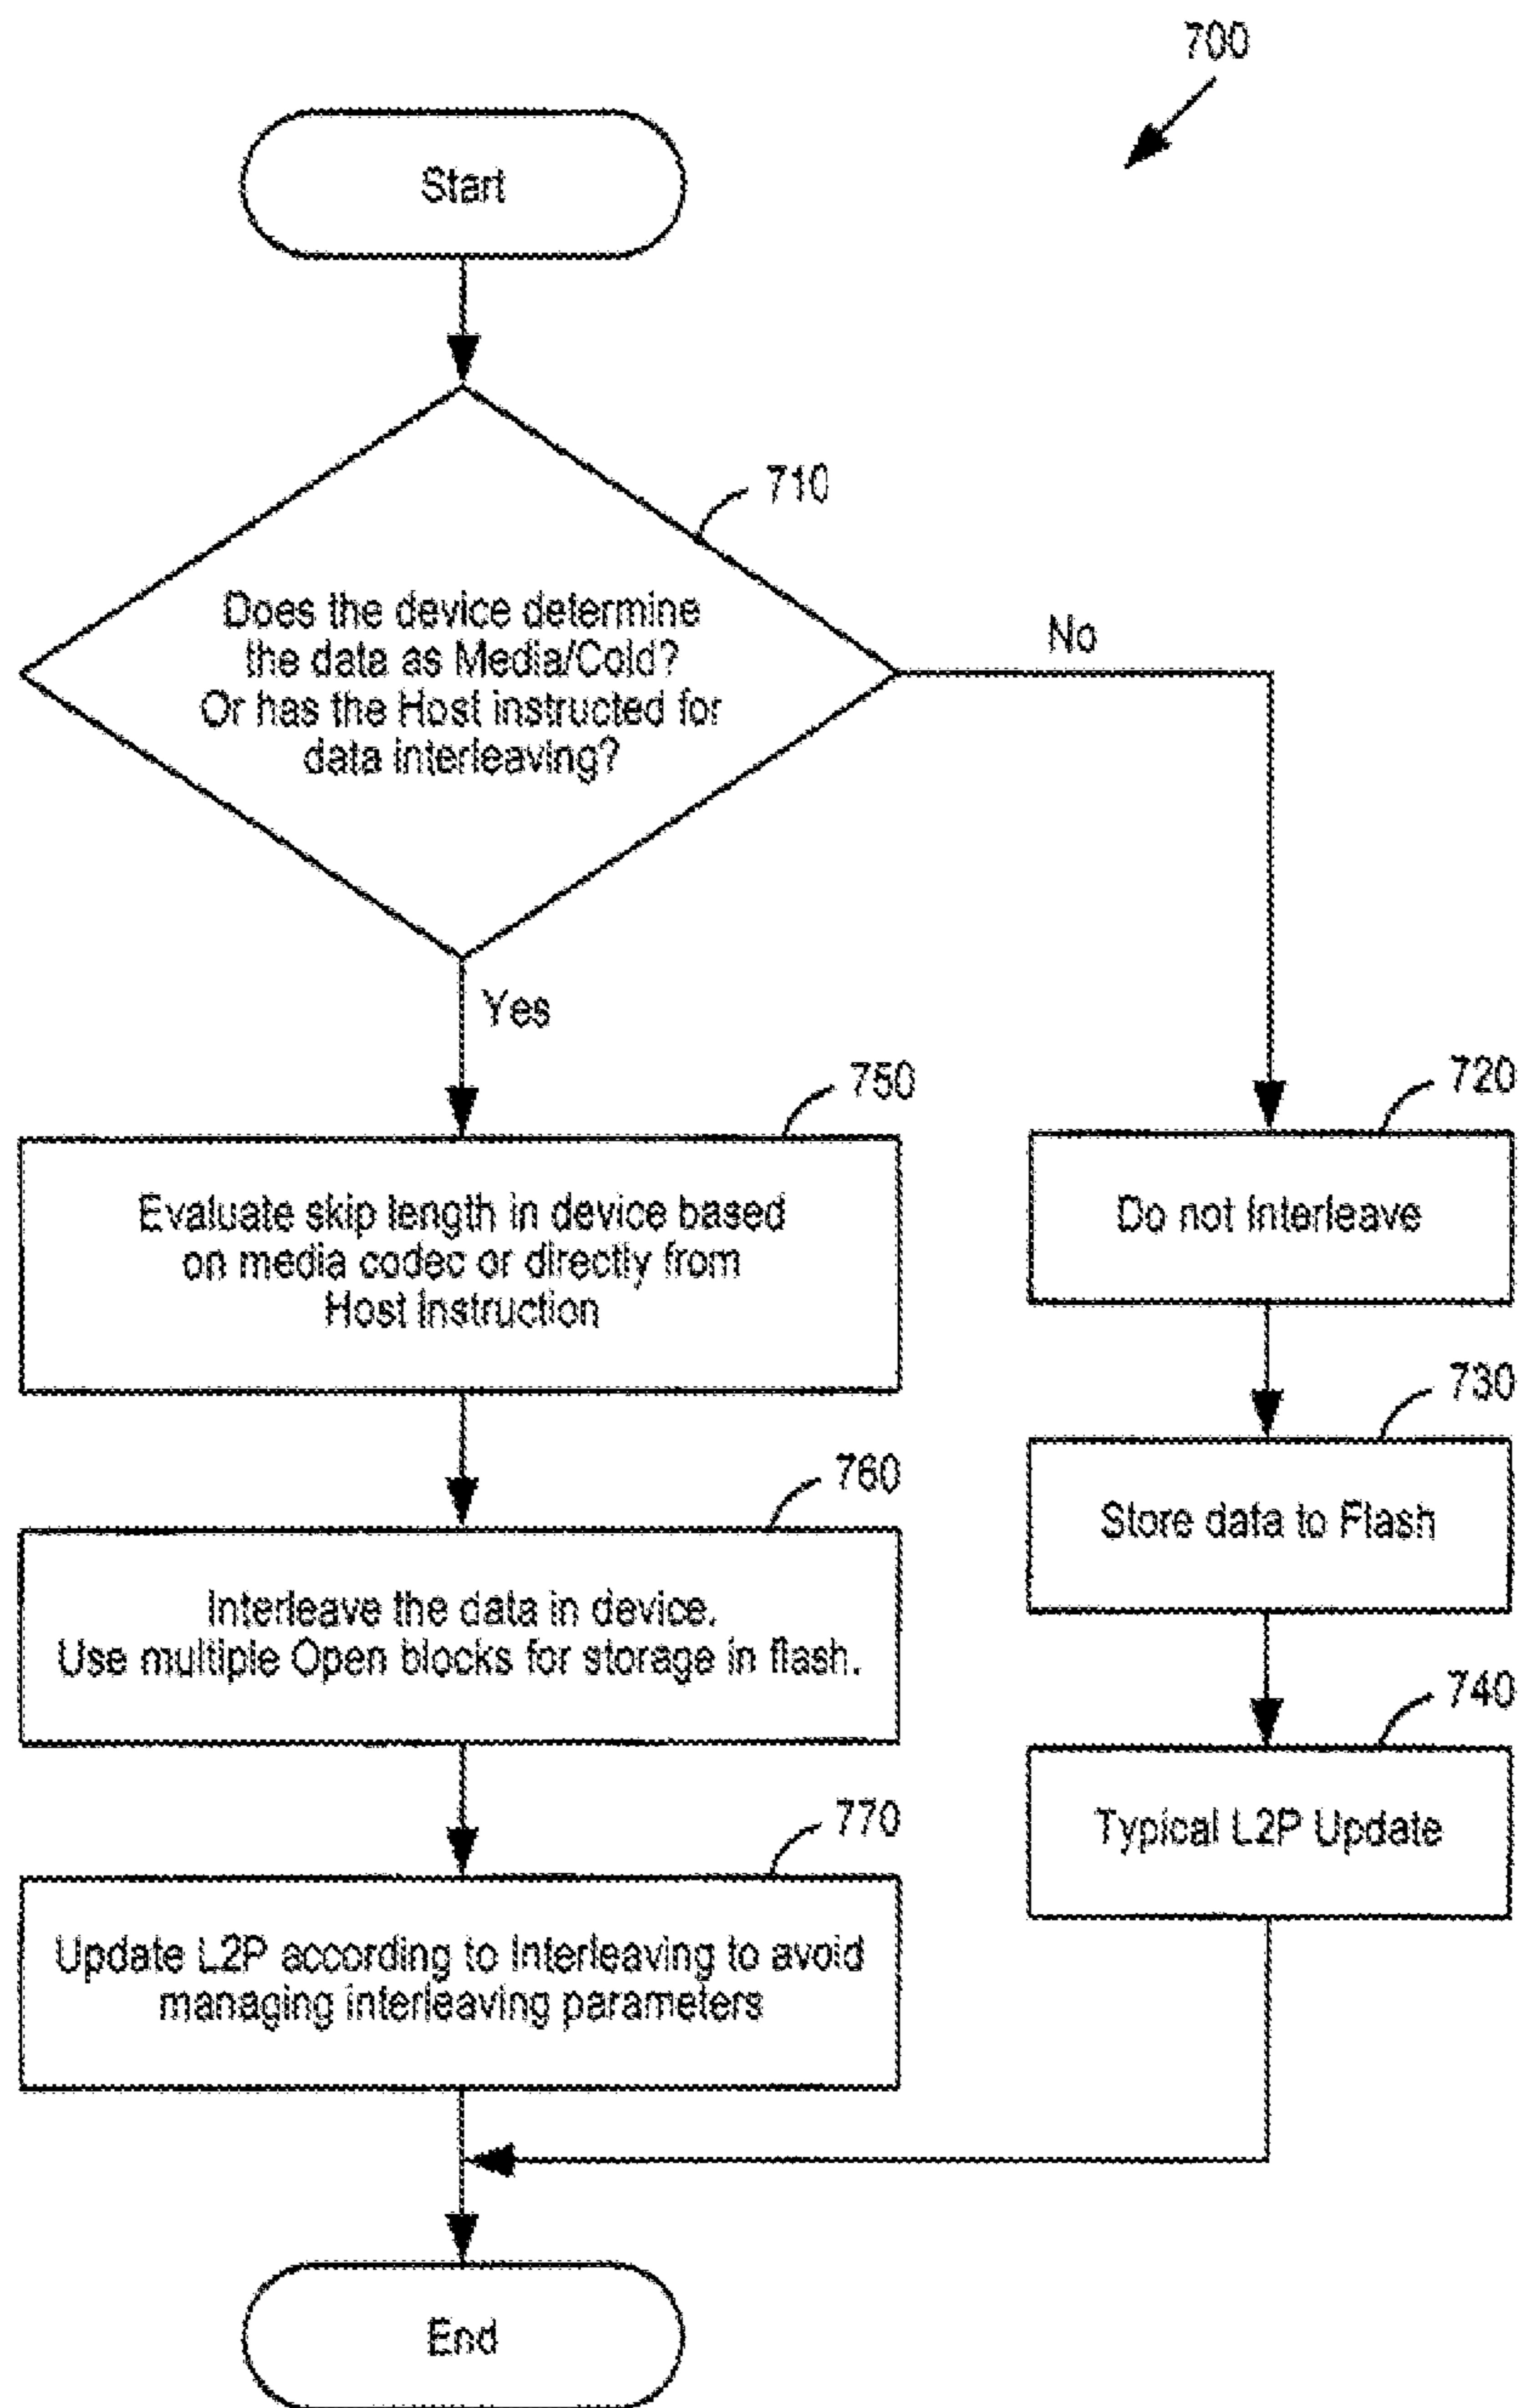 700
Start
710
Does the device determine
the data as Media/Cold?
Or has the Host instructed for
data interleaving?
No
Yes
750
Evaluate skip length in device based
on media codec or directly from
Host Instruction
720
Do not Interleave
730
Store data to Flash
760
Interleave the data in device.
Use multiple Open blocks for storage in flash.
740
Typical L2P Update
770
Update L2P according to Interleaving to avoid
managing interleaving parameters
End